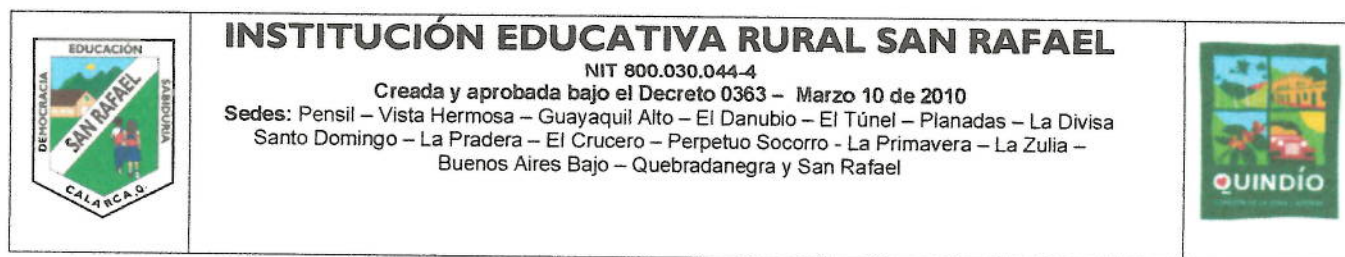 EDUCACIÓN
DEMOCRACIA
SABIDURIA
SAN RAFAEL
CALARCA,Q.
INSTITUCIÓN EDUCATIVA RURAL SAN RAFAEL
NIT 800.030.044-4
Creada y aprobada bajo el Decreto 0363 – Marzo 10 de 2010
Sedes: Pensil – Vista Hermosa – Guayaquil Alto – El Danubio – El Túnel – Planadas – La Divisa
Santo Domingo – La Pradera – El Crucero – Perpetuo Socorro - La Primavera – La Zulia –
Buenos Aires Bajo – Quebradanegra y San Rafael
QUINDÍO